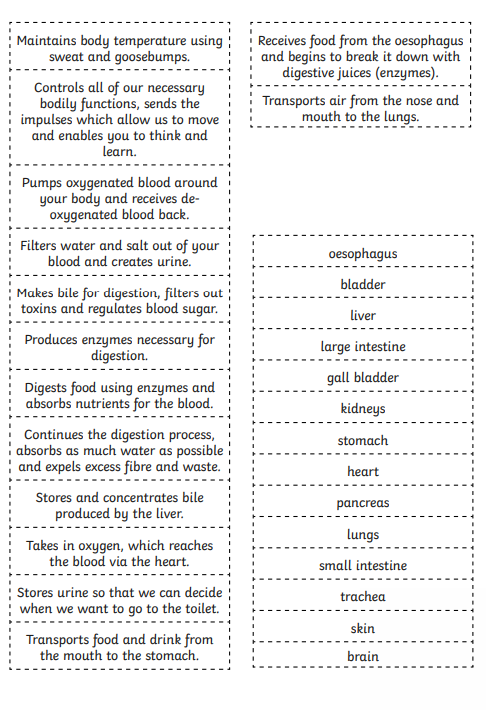 Maintains body temperature using
sweat and goosebumps.
Controls all of our necessary
bodily functions, sends the
impulses which allow us to move
and enables you to think and
learn.
Pumps oxygenated blood around
your body and receives de-
oxygenated blood back.
Filters water and salt out of your
blood and creates urine.
Makes bile for digestion, filters out
toxins and regulates blood sugar.
Produces enzymes necessary for
digestion.
Digests food using enzymes and
absorbs nutrients for the blood.
Continues the digestion process,
absorbs as much water as possible
and expels excess fibre and waste.
Stores and concentrates bile
produced by the liver.
Takes in oxygen, which reaches
the blood via the heart.
Stores urine so that we can decide
when we want to go to the toilet.
Transports food and drink from
the mouth to the stomach.
Receives food from the oesophagus
and begins to break it down with
digestive juices (enzymes).
Transports air from the nose and
mouth to the lungs.
oesophagus
bladder
liver
large intestine
gall bladder
kidneys
stomach
heart
pancreas
lungs
small intestine
trachea
skin
brain